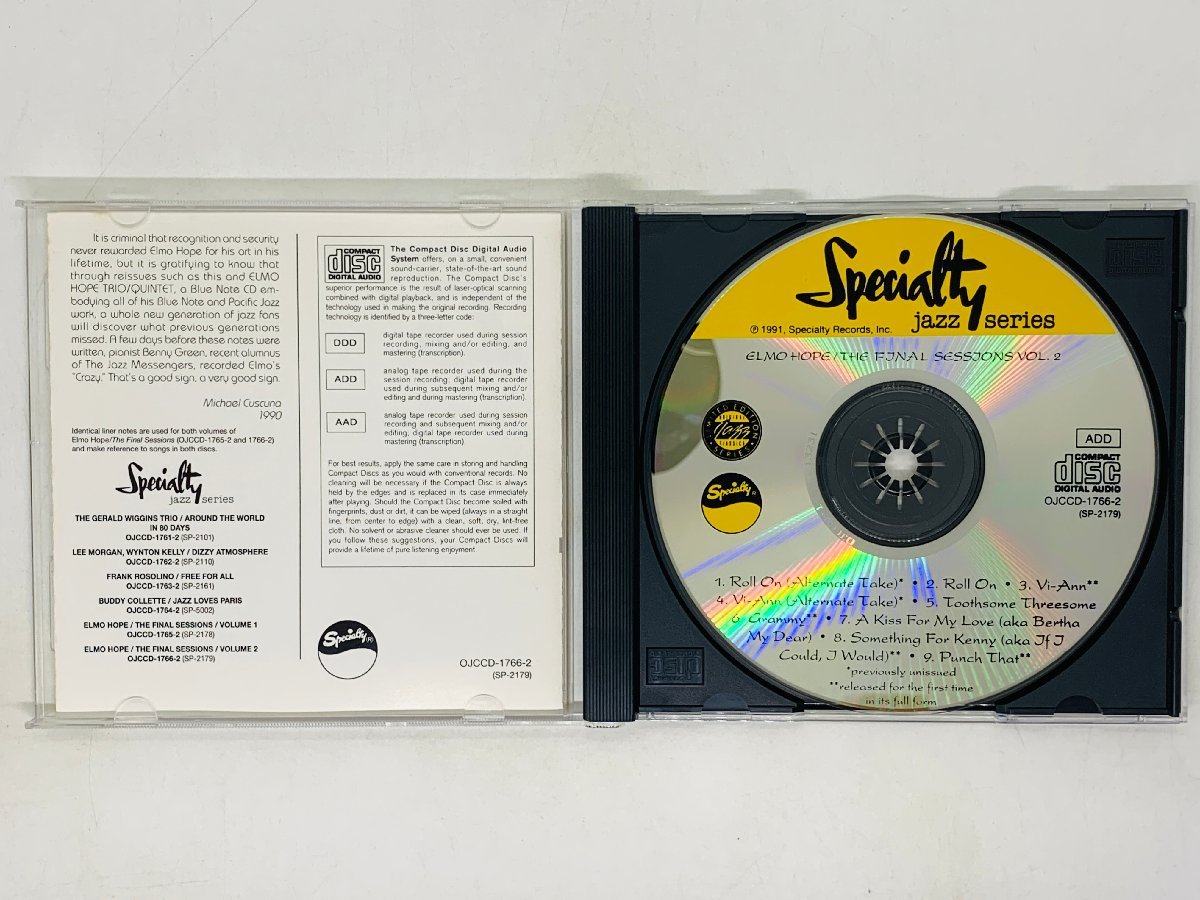 It is criminal that recognition and security
never rewarded Elmo Hope for his art in his
lifetime, but it is gratifying to know that
through reissues such as this and ELMO
HOPE TRIO/QUINTET, a Blue Note CD em-
bodying all of his Blue Note and Pacific Jazz
work, a whole new generation of jazz fans
will discover what previous generations
missed. A few days before these notes were
written, pianist Benny Green, recent alumnus
of The Jazz Messengers, recorded Elmo's
"Crazy." That's a good sign, a very good sign.
Michael Cuscuna
1990
Identical liner notes are used for both volumes of
Elmo Hope/The Final Sessions (OJCCD-1765-2 and 1766-2)
and make reference to songs in both discs.
Specialty
jazz series
THE GERALD WIGGINS TRIO / AROUND THE WORLD
IN 80 DAYS
OJCCD-1761-2 (SP-2101)
LEE MORGAN, WYNTON KELLY / DIZZY ATMOSPHERE
OJCCD-1762-2 (SP-2110)
FRANK ROSOLINO / FREE FOR ALL
OJCCD-1763-2 (SP-2161)
BUDDY COLLETTE / JAZZ LOVES PARIS
OJCCD-1764-2 (SP-5002)
ELMO HOPE / THE FINAL SESSIONS / VOLUME 1
OJCCD-1765-2 (SP-2178)
ELMO HOPE / THE FINAL SESSIONS / VOLUME 2
OJCCD-1766-2 (SP-2179)
COMPACT
disc
DIGITAL AUDIO
The Compact Disc Digital Audio
System offers, on a small, convenient
sound-carrier, state-of-the-art sound
reproduction. The Compact Disc's
superior performance is the result of laser-optical scanning
combined with digital playback, and is independent of the
technology used in making the original recording. Recording
technology is identified by a three-letter code:
DDD
digital tape recorder used during session
recording, mixing and/or editing, and
mastering (transcription).
ADD
analog tape recorder used during the
session recording; digital tape recorder
used during subsequent mixing and/or
editing and during mastering (transcription).
AAD
analog tape recorder used during session
recording and subsequent mixing and/or
editing, digital tape recorder used during
mastering (transcription).
For best results, apply the same care in storing and handling
Compact Discs as you would with conventional records. No
cleaning will be necessary if the Compact Disc is always
held by the edges and is replaced in its case immediately
after playing. Should the Compact Disc become soiled with
fingerprints, dust or dirt, it can be wiped (always in a straight
line, from center to edge) with a clean, soft, dry, lint-free
cloth. No solvent or abrasive cleaner should ever be used. If
you follow these suggestions, your Compact Discs will
provide a lifetime of pure listening enjoyment.
Specialty (R)
OJCCD-1766-2
(SP-2179)
Specialty
jazz series
℗ 1991, Specialty Records, Inc.
ELMO HOPE / THE FINAL SESSIONS VOL. 2
LIMITED EDITION
ORIGINAL
Jazz
CLASSICS
SERIES
Specialty R
ADD
COMPACT
disc
DIGITAL AUDIO
OJCCD-1766-2
(SP-2179)
1. Roll On (Alternate Take)* • 2. Roll On • 3. Vi-Ann**
4. Vi-Ann (Alternate Take)* • 5. Toothsome Threesome
6. Grammy** • 7. A Kiss For My Love (aka Bertha
My Dear) • 8. Something For Kenny (aka If I
Could, I Would)** • 9. Punch That**
*previously unissued
**released for the first time
in its full form